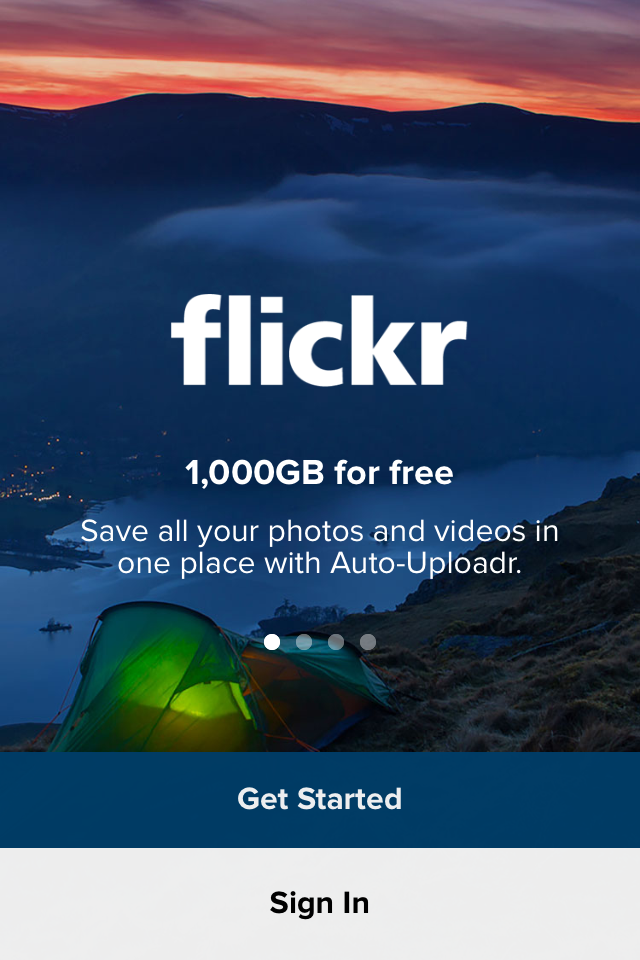 flickr
1,000GB for free
Save all your photos and videos in
one place with Auto-Uploadr.
Get Started
Sign In